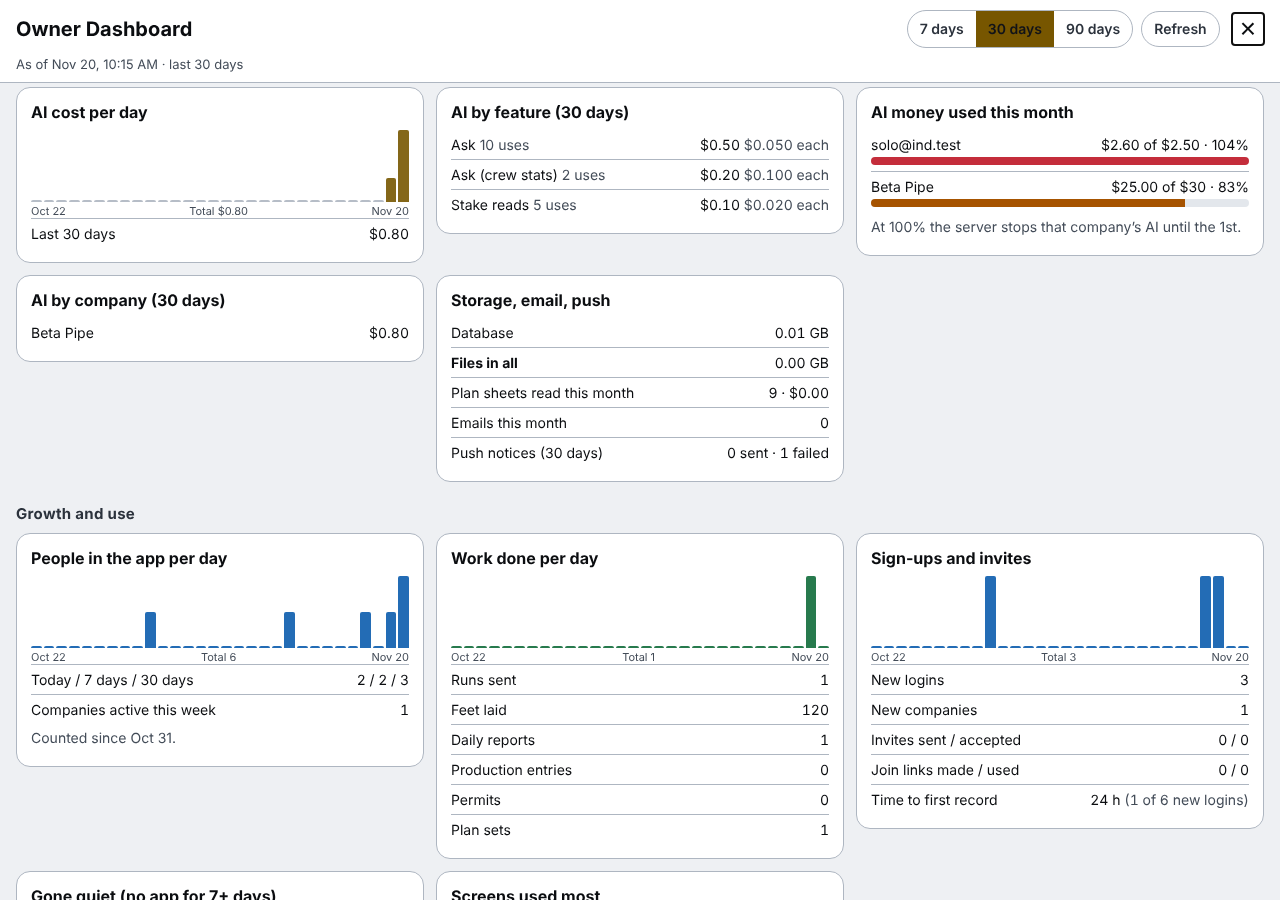 Owner Dashboard
7 days 30 days 90 days Refresh ✕
As of Nov 20, 10:15 AM · last 30 days
AI cost per day
Oct 22 Total $0.80 Nov 20
Last 30 days $0.80
AI by feature (30 days)
Ask 10 uses $0.50 $0.050 each
Ask (crew stats) 2 uses $0.20 $0.100 each
Stake reads 5 uses $0.10 $0.020 each
AI money used this month
solo@ind.test $2.60 of $2.50 · 104%
Beta Pipe $25.00 of $30 · 83%
At 100% the server stops that company’s AI until the 1st.
AI by company (30 days)
Beta Pipe $0.80
Storage, email, push
Database 0.01 GB
Files in all 0.00 GB
Plan sheets read this month 9 · $0.00
Emails this month 0
Push notices (30 days) 0 sent · 1 failed
Growth and use
People in the app per day
Oct 22 Total 6 Nov 20
Today / 7 days / 30 days 2 / 2 / 3
Companies active this week 1
Counted since Oct 31.
Work done per day
Oct 22 Total 1 Nov 20
Runs sent 1
Feet laid 120
Daily reports 1
Production entries 0
Permits 0
Plan sets 1
Sign-ups and invites
Oct 22 Total 3 Nov 20
New logins 3
New companies 1
Invites sent / accepted 0 / 0
Join links made / used 0 / 0
Time to first record 24 h (1 of 6 new logins)
Gone quiet (no app for 7+ days)
Screens used most